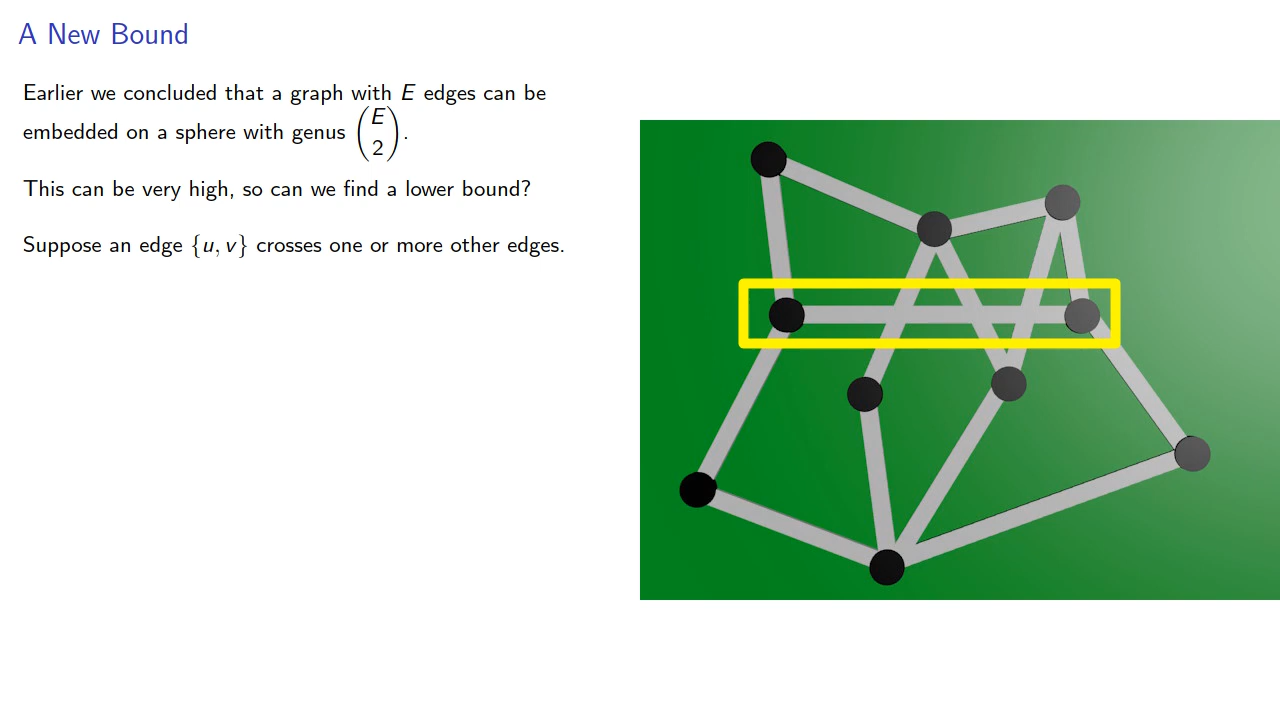 A New Bound
Earlier we concluded that a graph with E edges can be
embedded on a sphere with genus $\binom{E}{2}$.
This can be very high, so can we find a lower bound?
Suppose an edge {u, v} crosses one or more other edges.